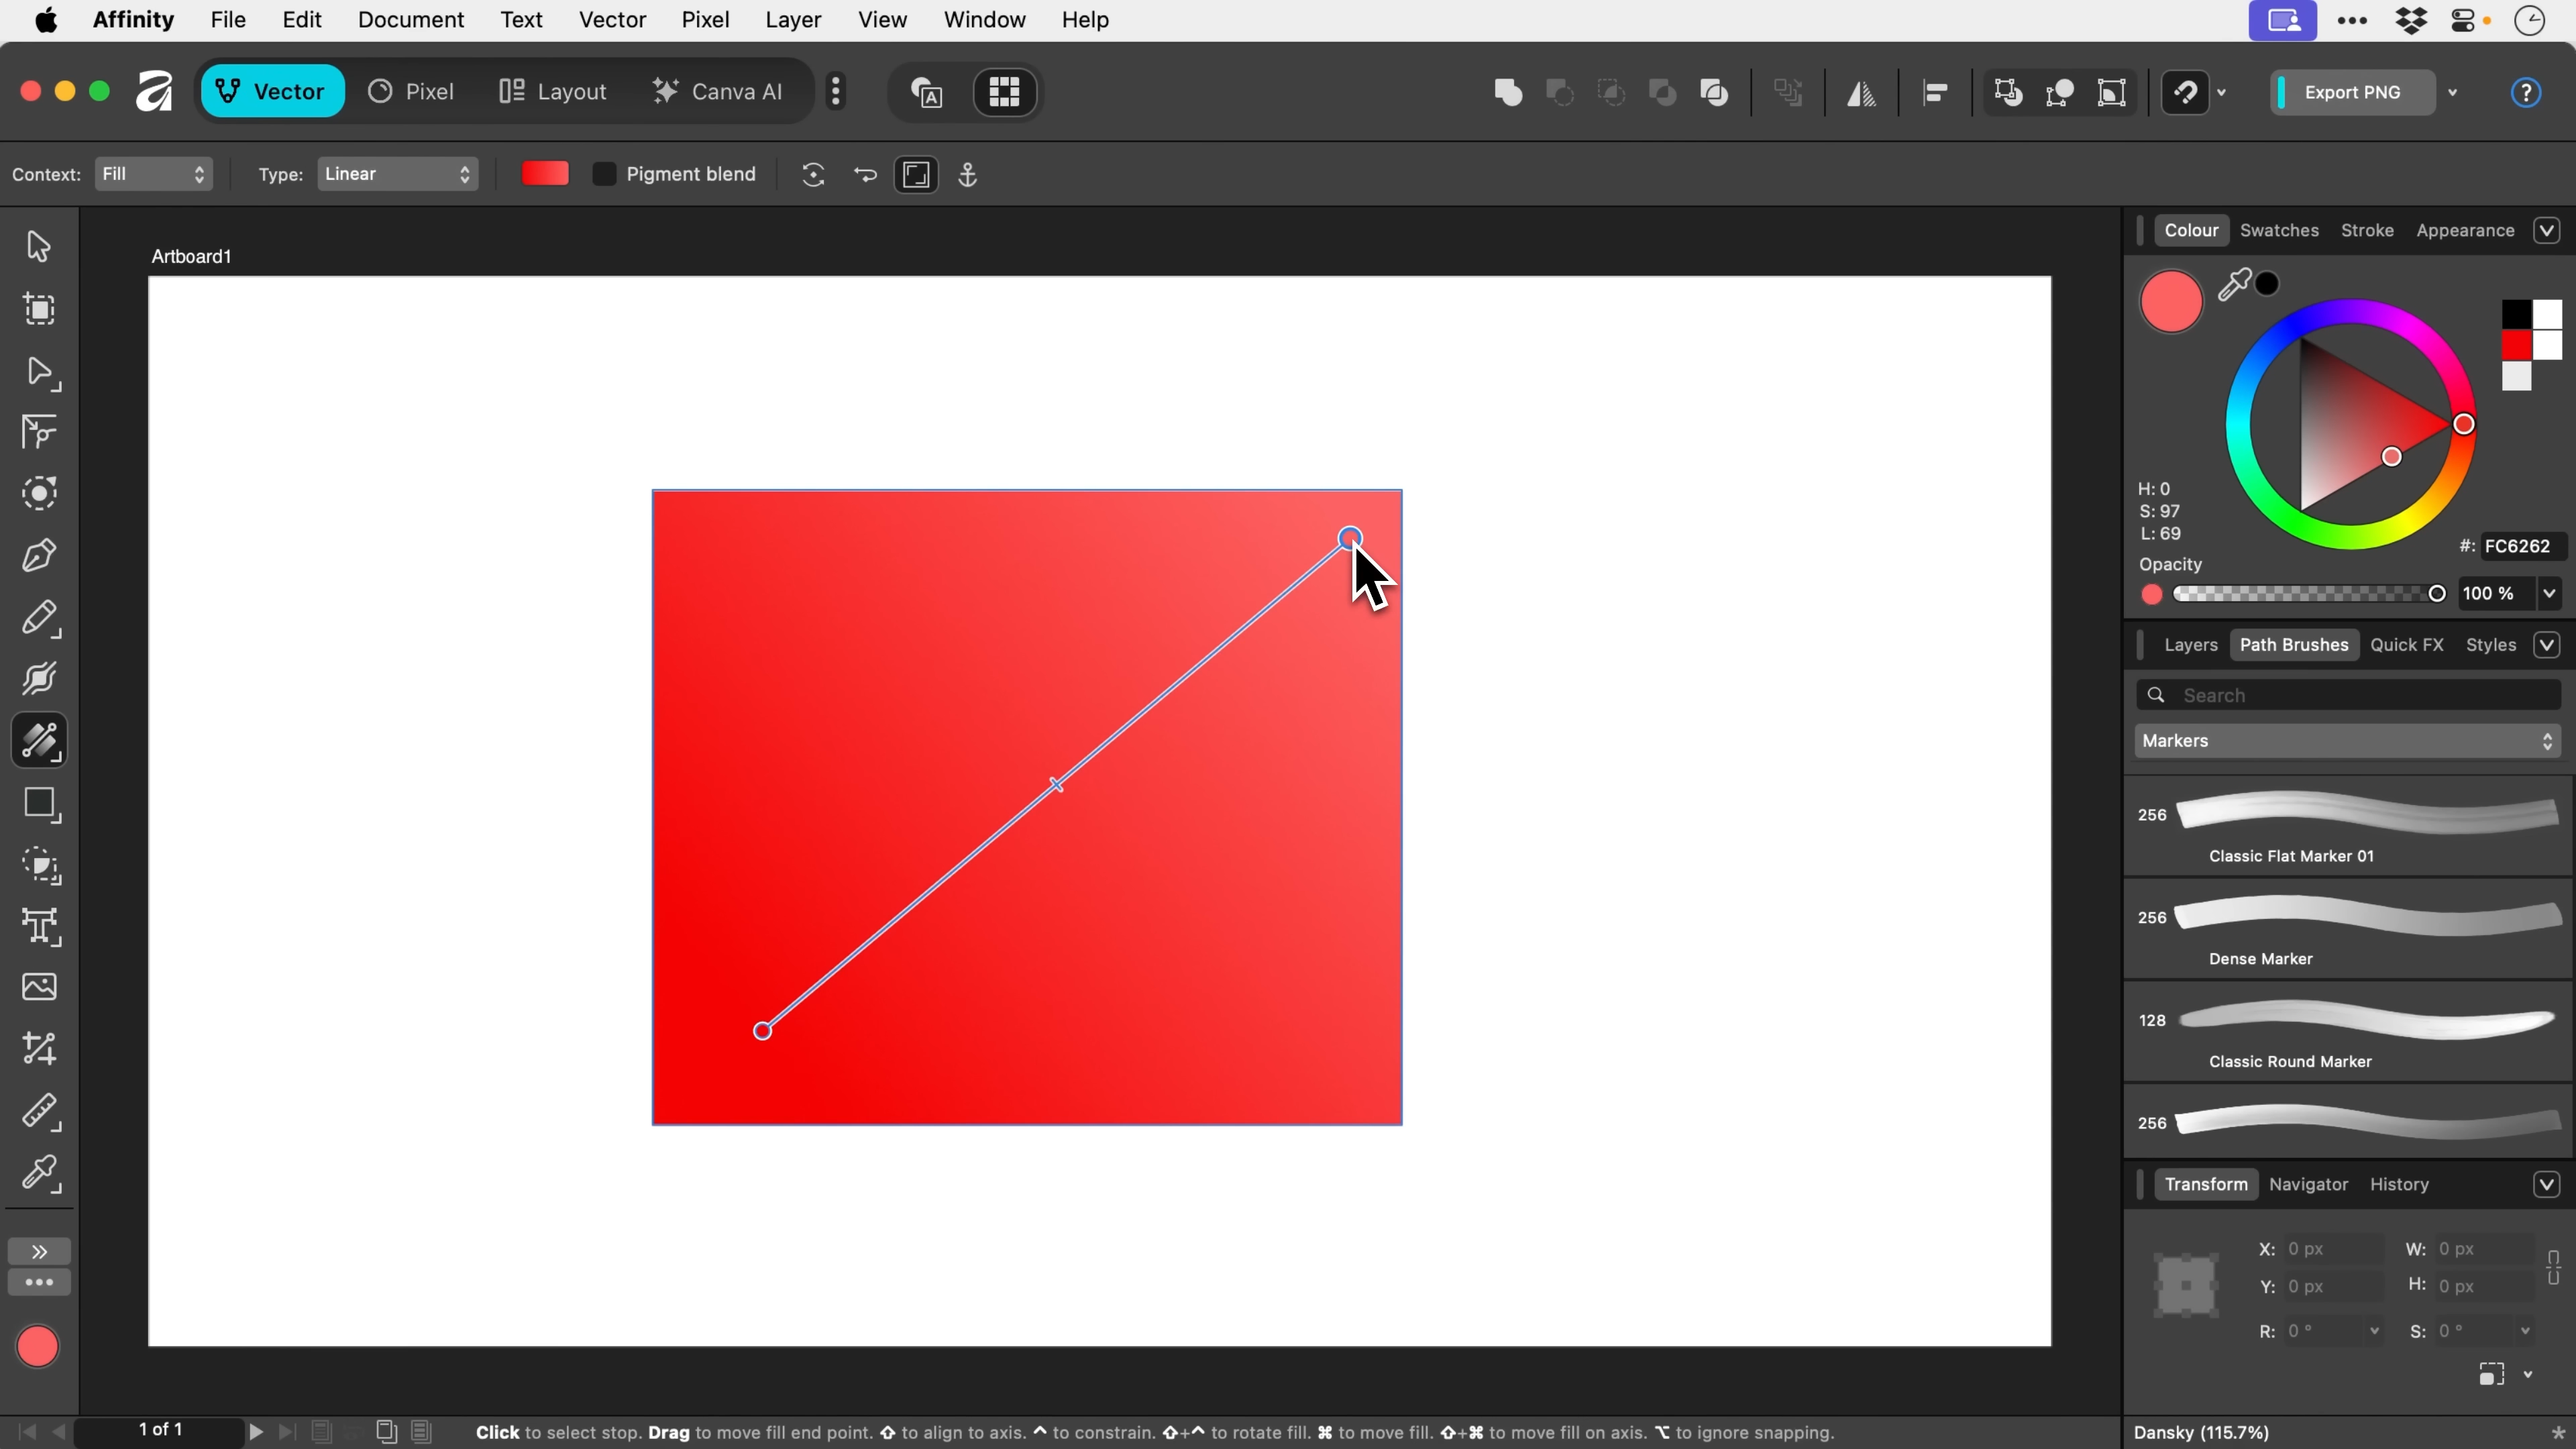 Affinity File Edit Document Text Vector Pixel Layer View Window Help
Vector Pixel Layout Canva AI A Export PNG ?
Context: Fill Type: Linear Pigment blend
Artboard1
Colour Swatches Stroke Appearance
H: 0
S: 97
L: 69
#: FC6262
Opacity
100 %
Layers Path Brushes Quick FX Styles
Search
Markers
256
Classic Flat Marker 01
256
Dense Marker
128
Classic Round Marker
256
Transform Navigator History
X: 0 px W: 0 px
Y: 0 px H: 0 px
R: 0 ° S: 0 °
1 of 1 Click to select stop. Drag to move fill end point. ⇧ to align to axis. ^ to constrain. ⇧+^ to rotate fill. ⌘ to move fill. ⇧+⌘ to move fill on axis. ⌥ to ignore snapping. Dansky (115.7%) *